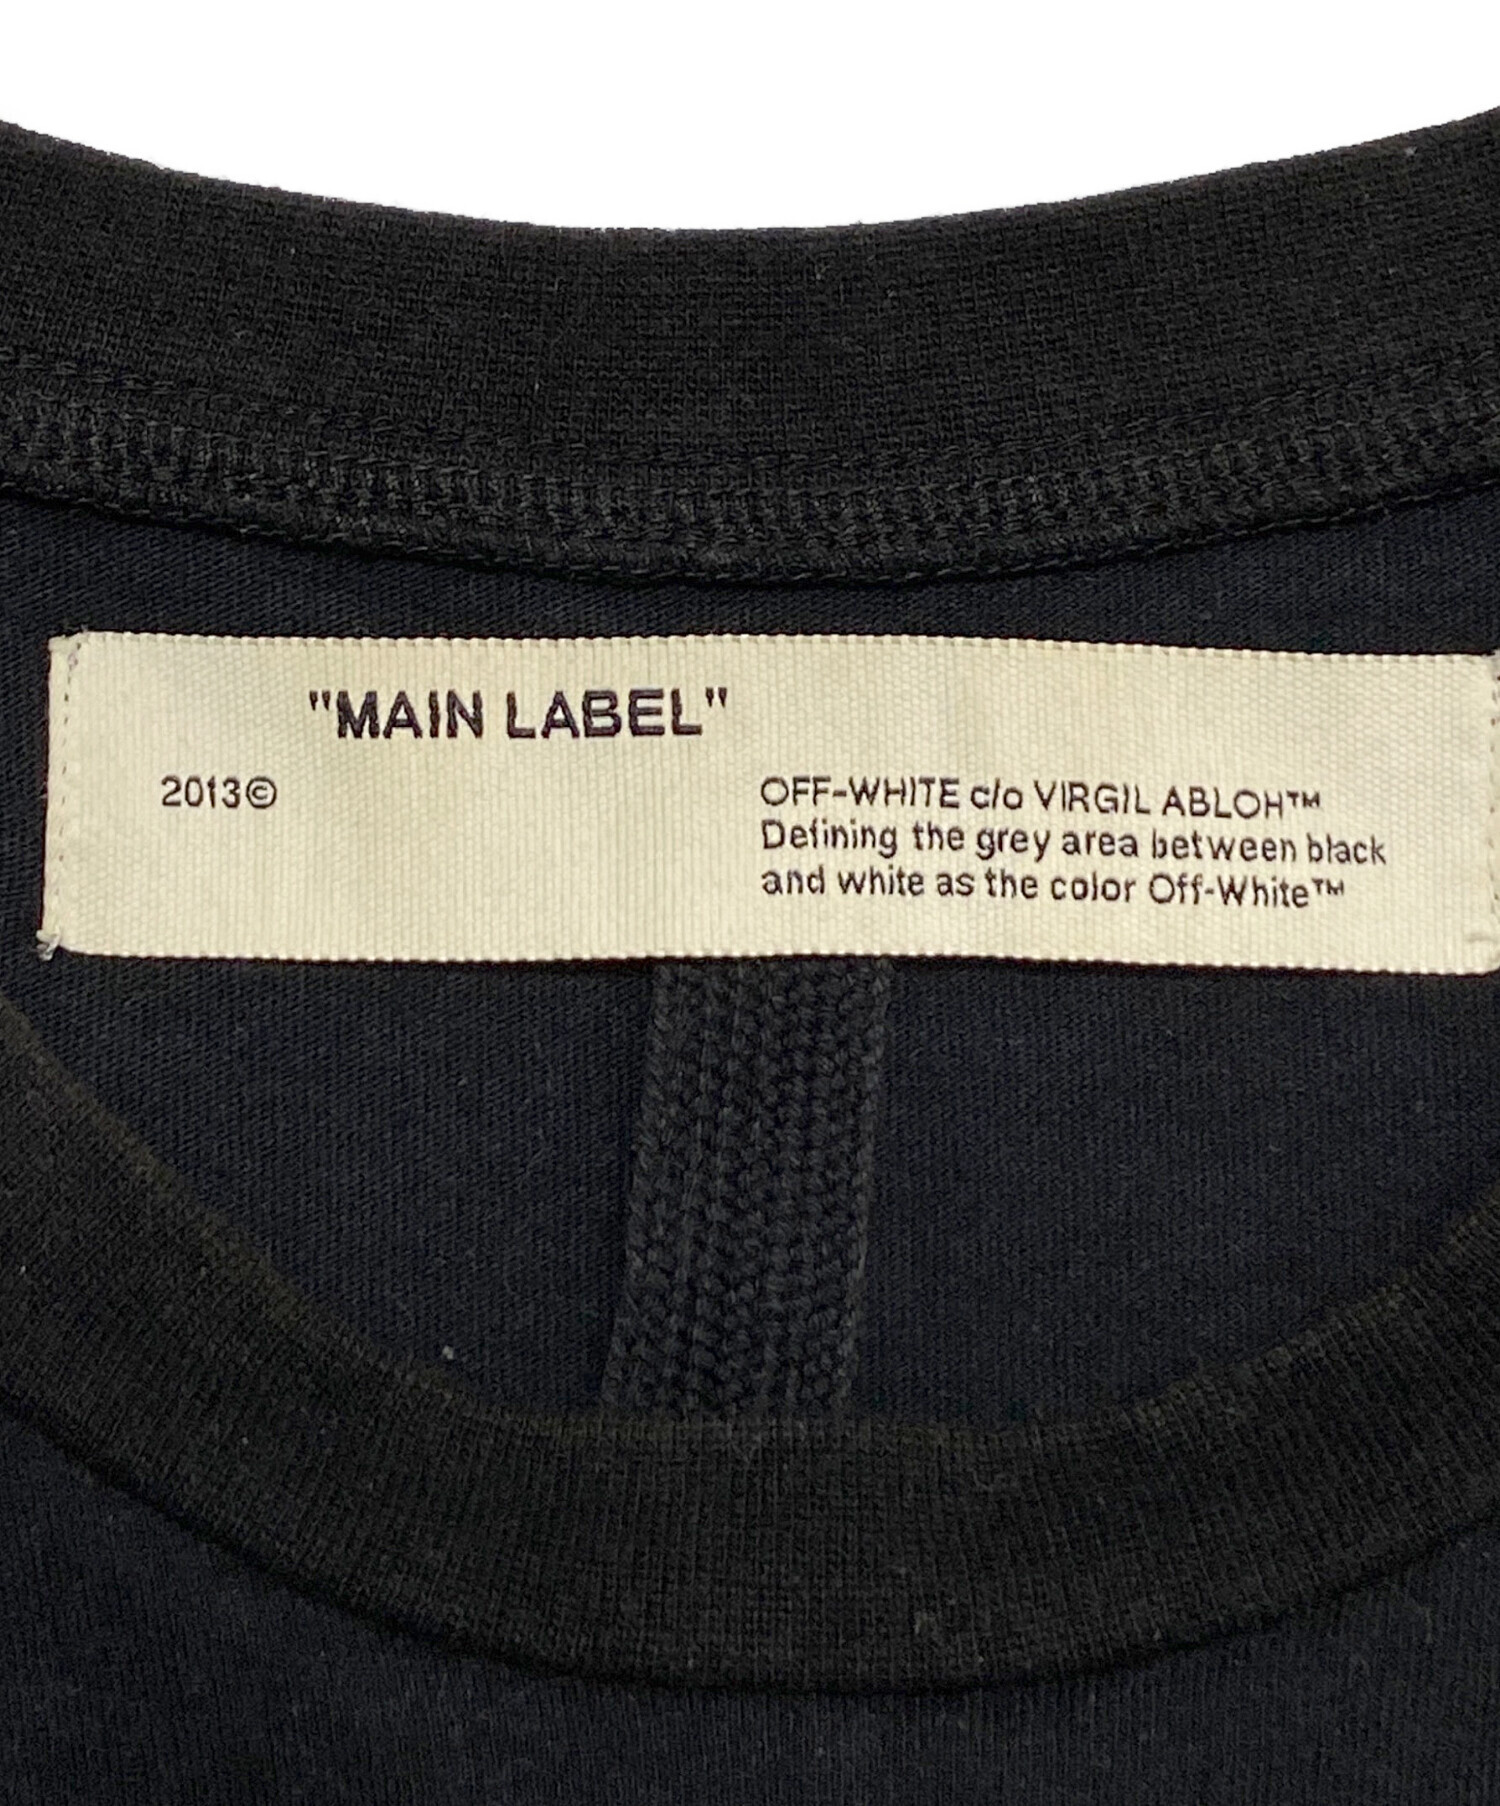 "MAIN LABEL"
2013©
OFF-WHITE c/o VIRGIL ABLOH™
Defining the grey area between black
and white as the color Off-White™